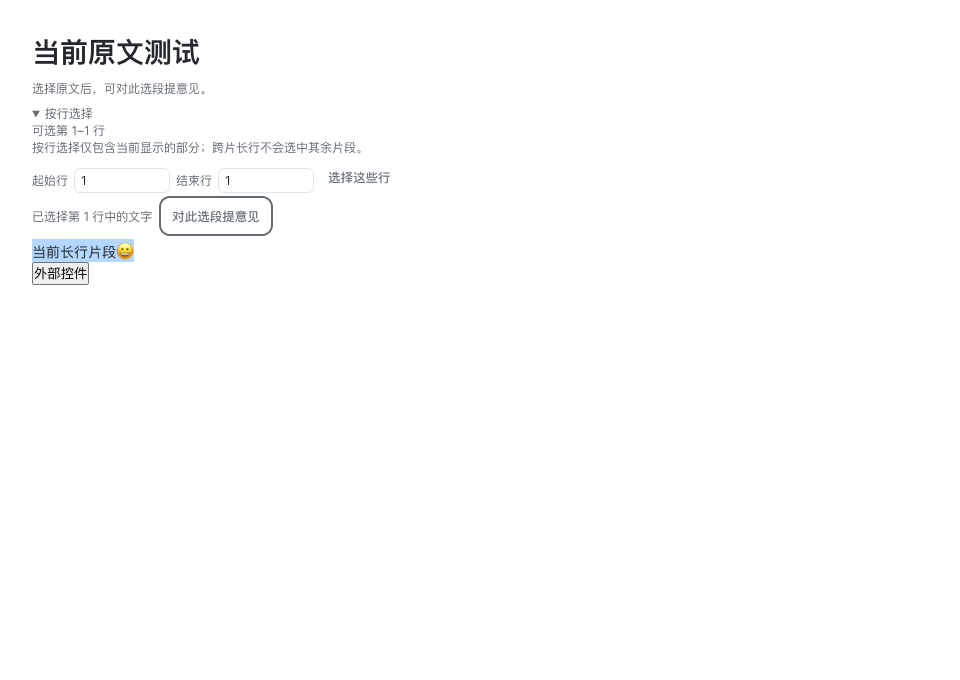 当前原文测试
选择原文后，可对此选段提意见。
▼ 按行选择
可选第 1–1 行
按行选择仅包含当前显示的部分；跨片长行不会选中其余片段。
起始行 1 结束行 1 选择这些行
已选择第 1 行中的文字 对此选段提意见
当前长行片段😀
外部控件